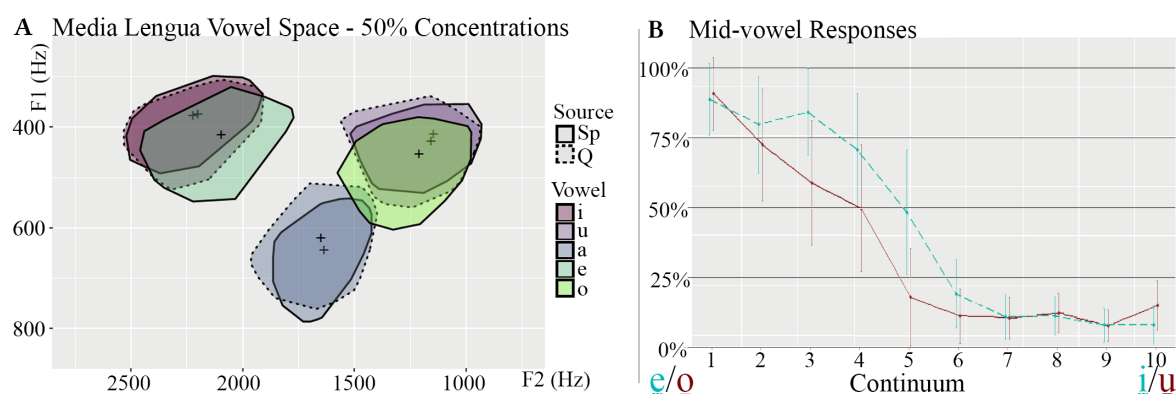 A Media Lengua Vowel Space - 50% Concentrations
F1 (Hz)
400
600
800
2500 2000 1500 1000 F2 (Hz)
Source
Sp
Q
Vowel
i
u
a
e
o
B Mid-vowel Responses
100%
75%
50%
25%
0%
1 2 3 4 5 6 7 8 9 10
e/o Continuum i/u